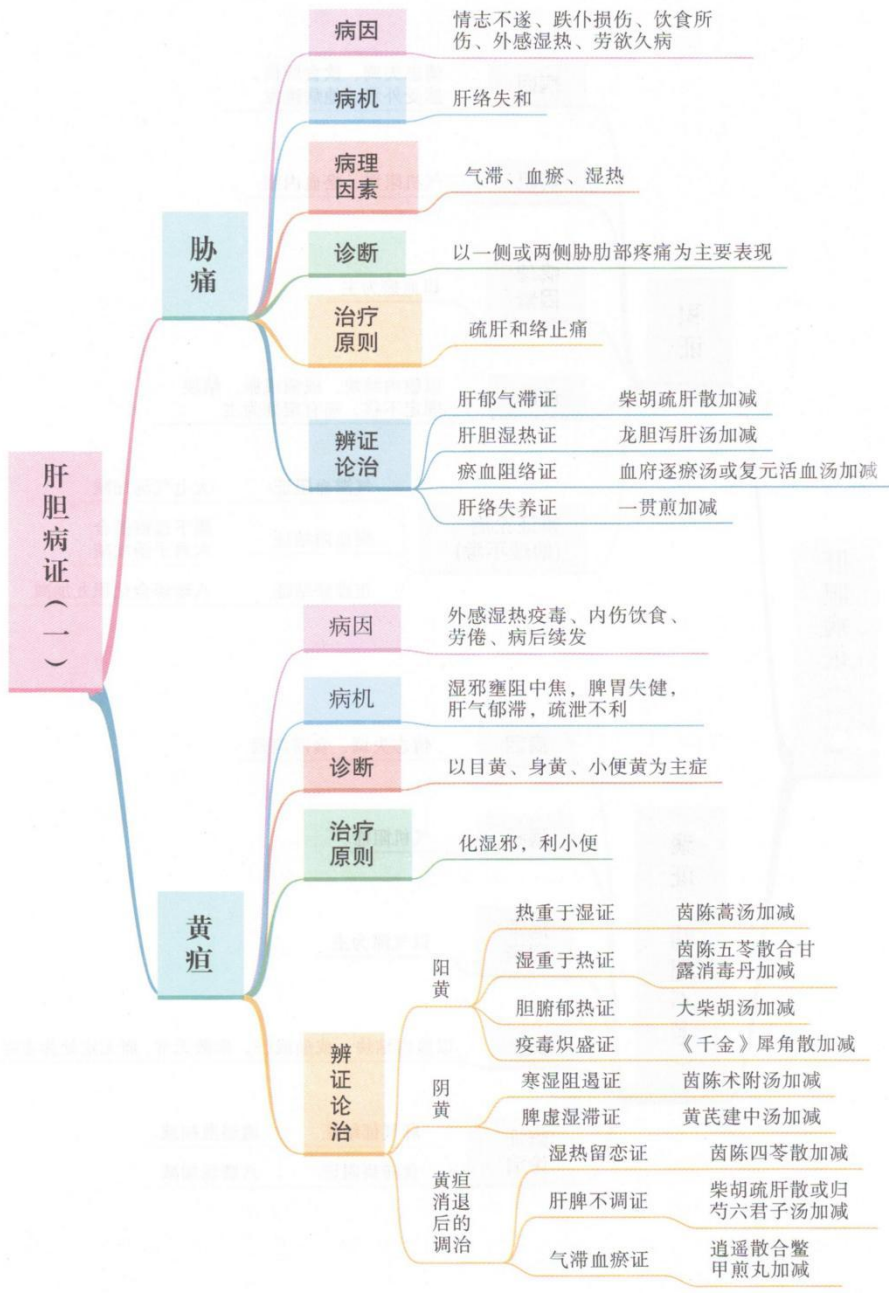 肝胆病证（一）
胁痛
病因
情志不遂、跌仆损伤、饮食所
伤、外感湿热、劳欲久病
病机
肝络失和
病理
因素
气滞、血瘀、湿热
诊断
以一侧或两侧胁肋部疼痛为主要表现
治疗
原则
疏肝和络止痛
辨证
论治
肝郁气滞证 柴胡疏肝散加减
肝胆湿热证 龙胆泻肝汤加减
瘀血阻络证 血府逐瘀汤或复元活血汤加减
肝络失养证 一贯煎加减
黄疸
病因
外感湿热疫毒、内伤饮食、
劳倦、病后续发
病机
湿邪壅阻中焦，脾胃失健，
肝气郁滞，疏泄不利
诊断
以目黄、身黄、小便黄为主症
治疗
原则
化湿邪，利小便
辨证论治
阳黄
热重于湿证 茵陈蒿汤加减
湿重于热证 茵陈五苓散合甘
露消毒丹加减
胆腑郁热证 大柴胡汤加减
疫毒炽盛证 《千金》犀角散加减
阴黄
寒湿阻遏证 茵陈术附汤加减
脾虚湿滞证 黄芪建中汤加减
黄疸
消退
后的
调治
湿热留恋证 茵陈四苓散加减
肝脾不调证 柴胡疏肝散或归
芍六君子汤加减
气滞血瘀证 逍遥散合鳖
甲煎丸加减